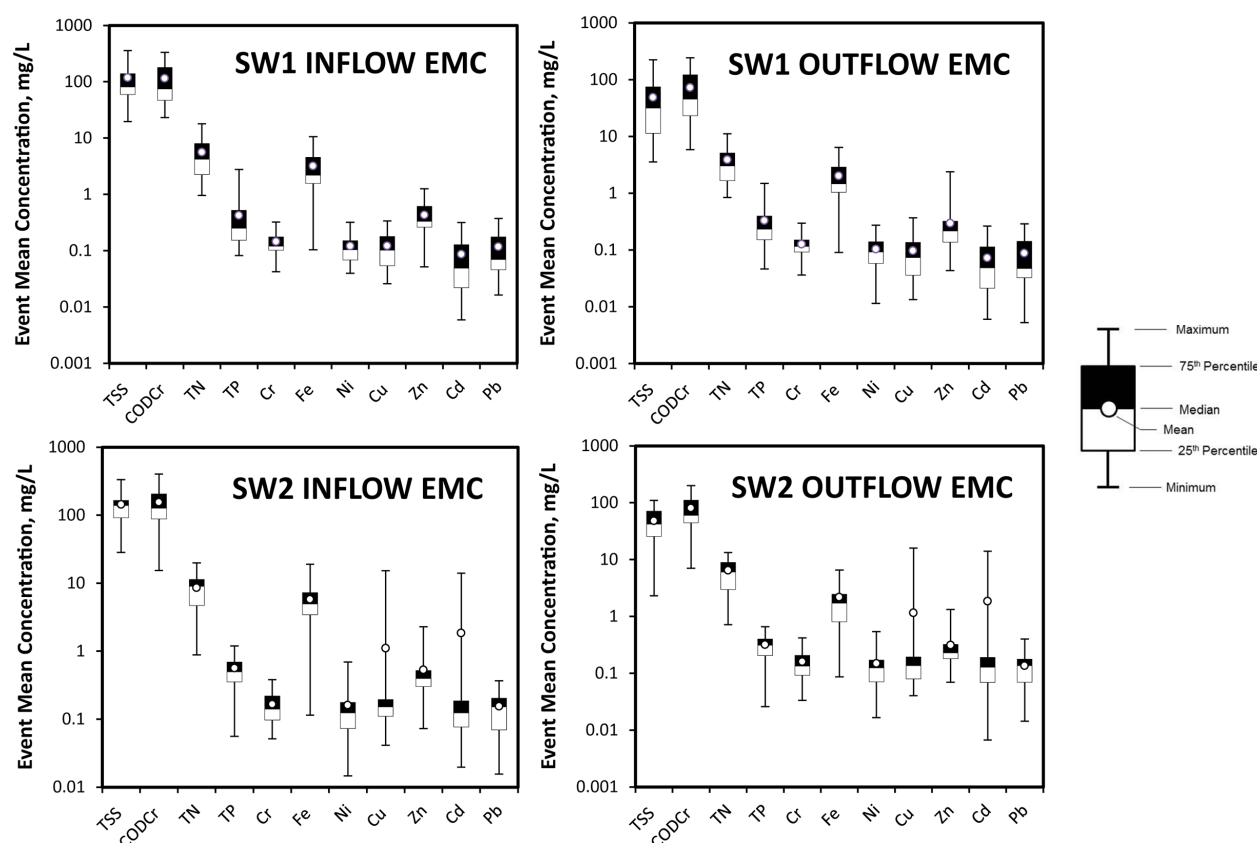 SW1 INFLOW EMC
Event Mean Concentration, mg/L
1000
100
10
1
0.1
0.01
0.001
TSS
CODCr
TN
TP
Cr
Fe
Ni
Cu
Zn
Cd
Pb
SW1 OUTFLOW EMC
Event Mean Concentration, mg/L
1000
100
10
1
0.1
0.01
0.001
TSS
CODCr
TN
TP
Cr
Fe
Ni
Cu
Zn
Cd
Pb
Maximum
75th Percentile
Median
Mean
25th Percentile
Minimum
SW2 INFLOW EMC
Event Mean Concentration, mg/L
1000
100
10
1
0.1
0.01
TSS
CODCr
TN
TP
Cr
Fe
Ni
Cu
Zn
Cd
Pb
SW2 OUTFLOW EMC
Event Mean Concentration, mg/L
1000
100
10
1
0.1
0.01
0.001
TSS
CODCr
TN
TP
Cr
Fe
Ni
Cu
Zn
Cd
Pb